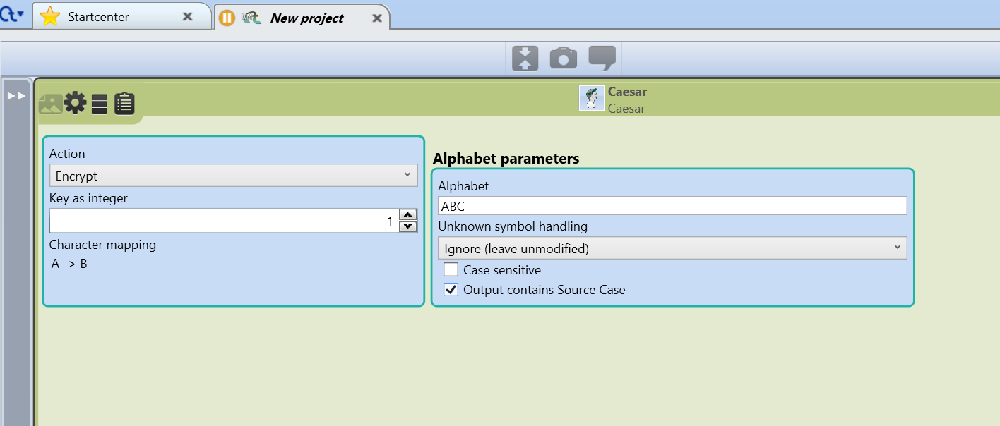 Startcenter
New project
Caesar
Caesar
Action
Encrypt
Key as integer
1
Character mapping
A -> B
Alphabet parameters
Alphabet
ABC
Unknown symbol handling
Ignore (leave unmodified)
Case sensitive
Output contains Source Case